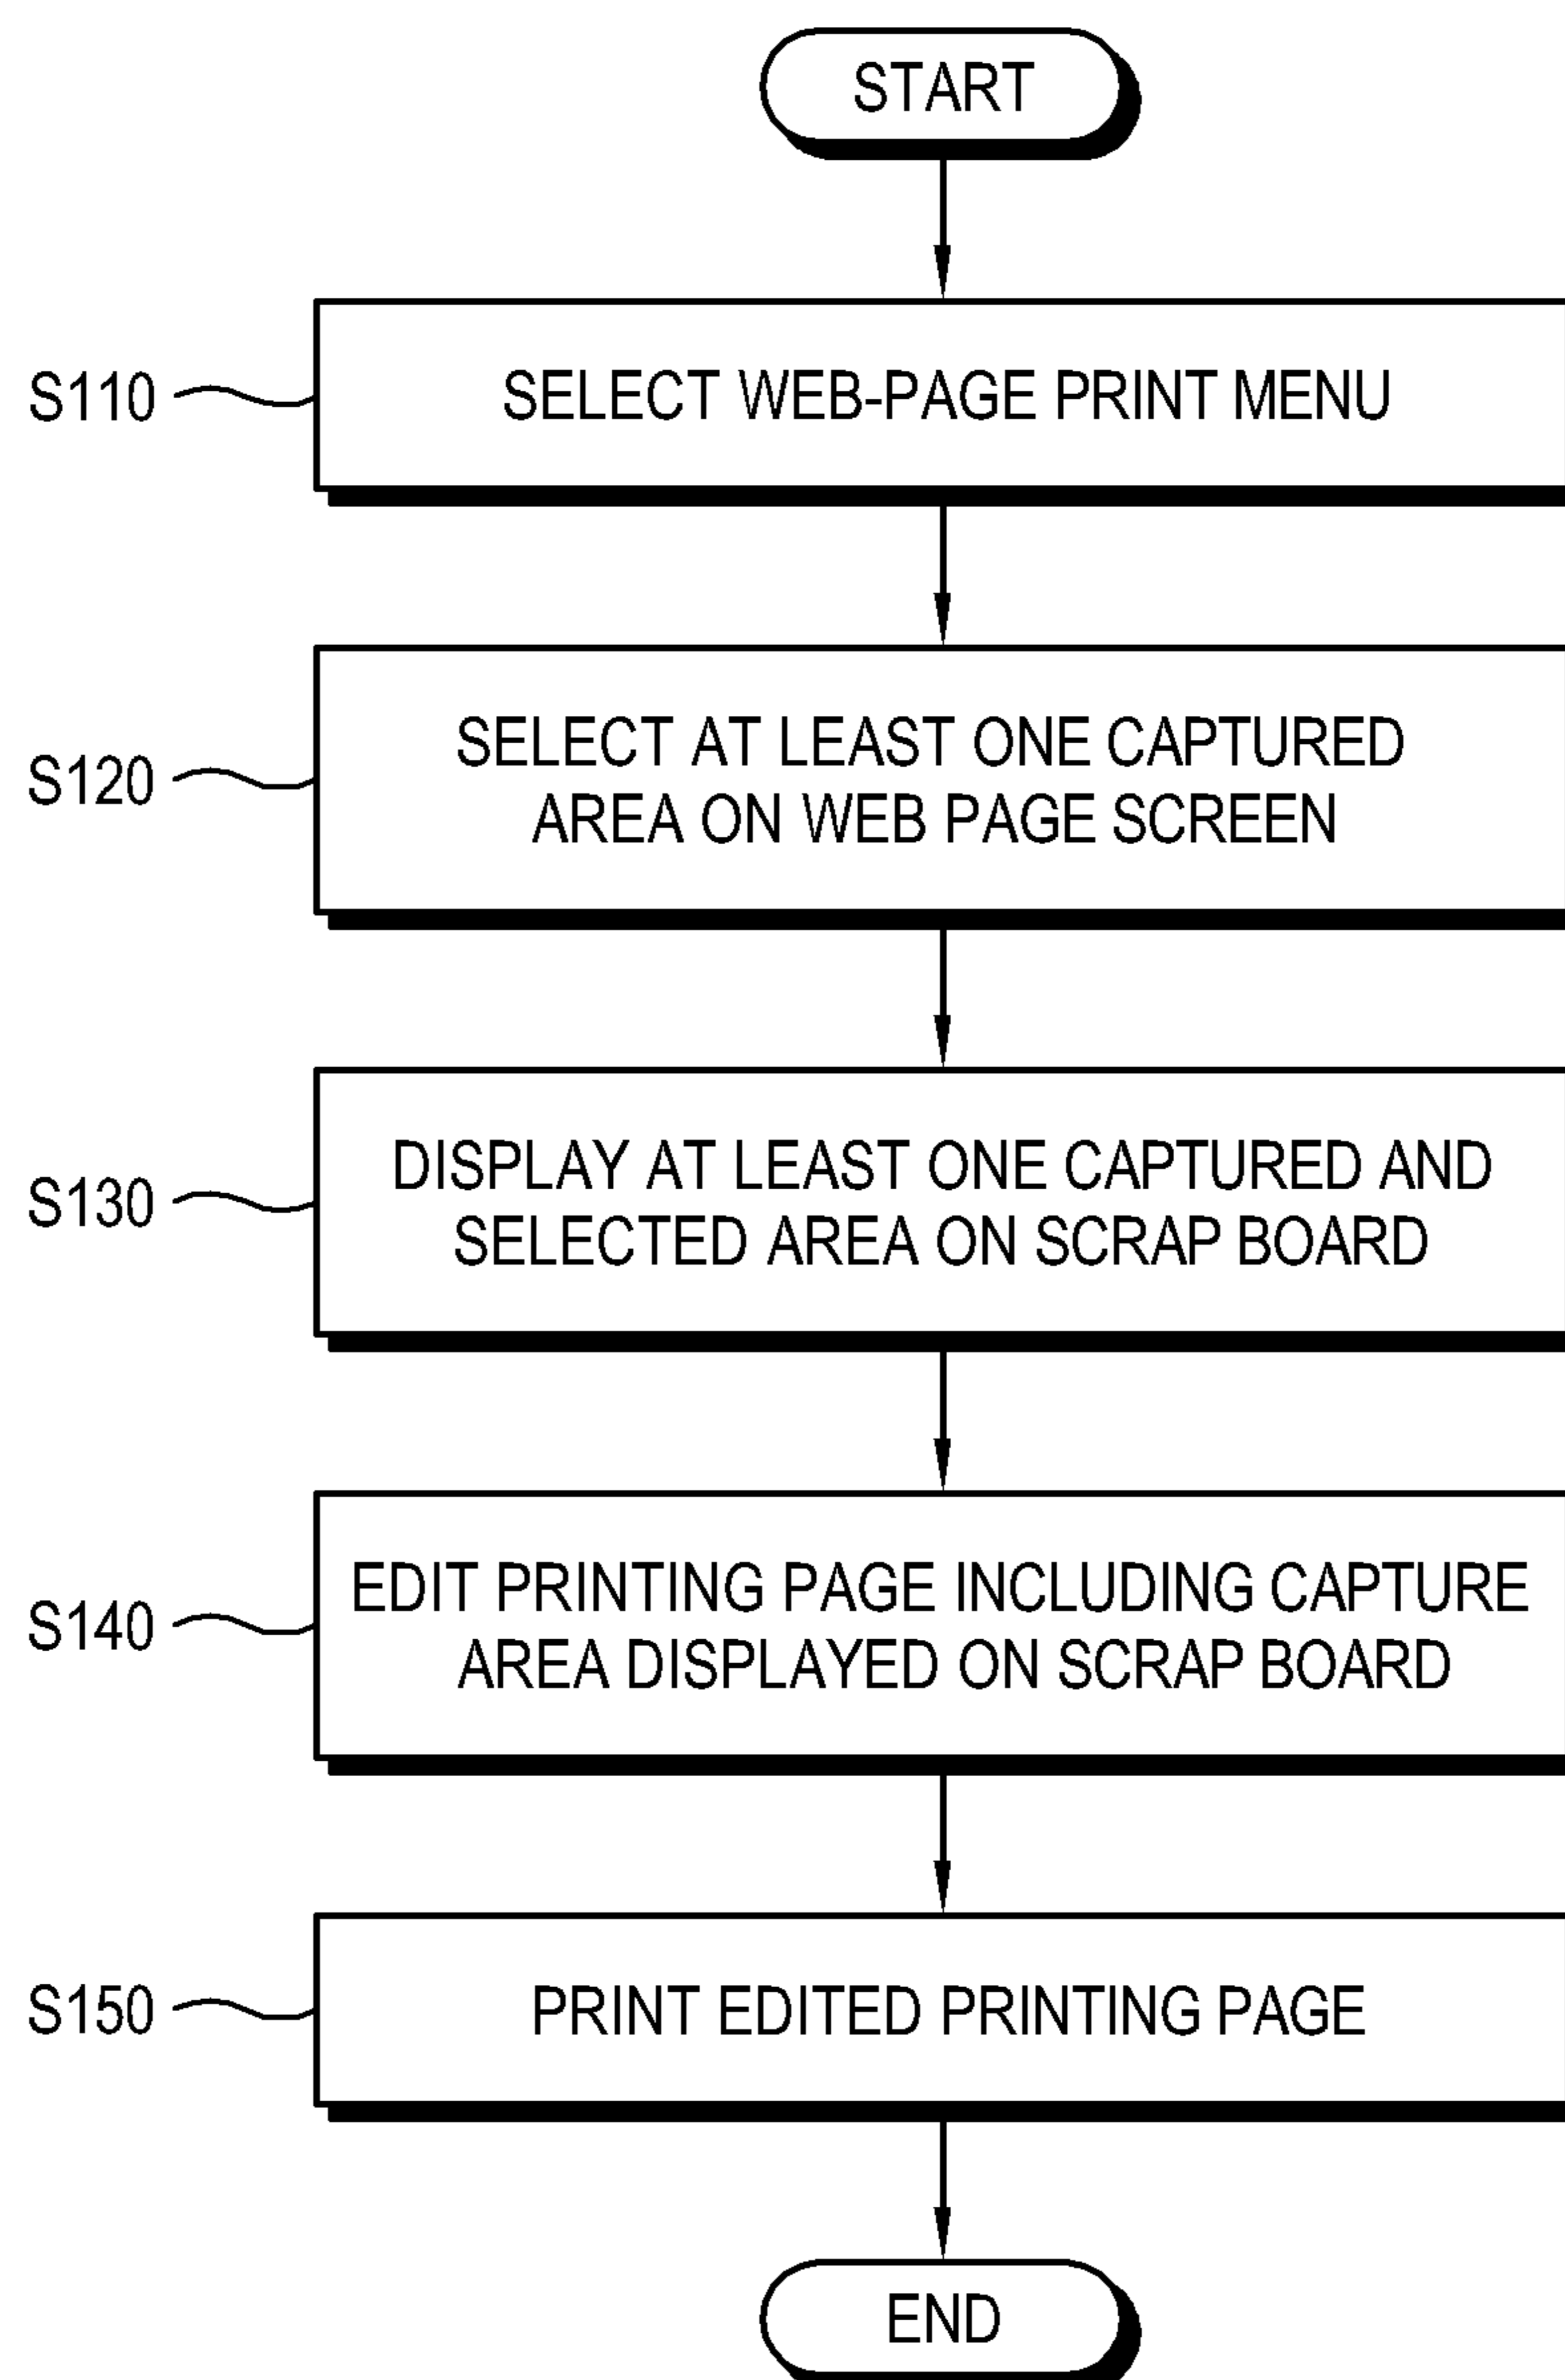 START
S110
SELECT WEB-PAGE PRINT MENU
S120
SELECT AT LEAST ONE CAPTURED
AREA ON WEB PAGE SCREEN
S130
DISPLAY AT LEAST ONE CAPTURED AND
SELECTED AREA ON SCRAP BOARD
S140
EDIT PRINTING PAGE INCLUDING CAPTURE
AREA DISPLAYED ON SCRAP BOARD
S150
PRINT EDITED PRINTING PAGE
END